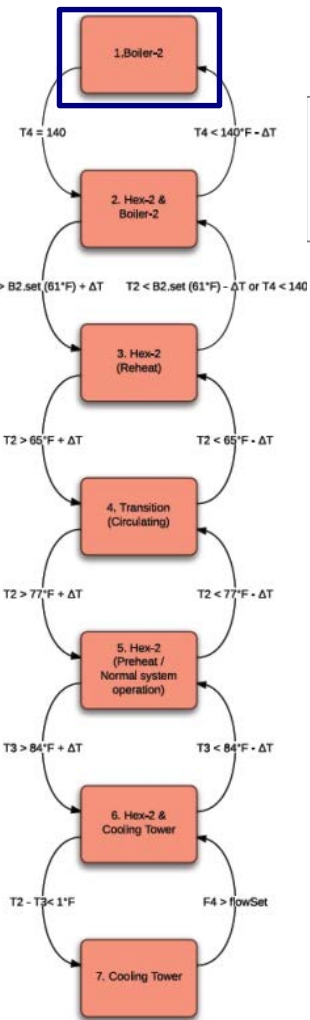 1.Boiler-2
T4 = 140
T4 < 140°F - ΔT
2. Hex-2 &
Boiler-2
> B2.set (61°F) + ΔT
T2 < B2.set (61°F) - ΔT or T4 < 140
3. Hex-2
(Reheat)
T2 > 65°F + ΔT
T2 < 65°F - ΔT
4. Transition
(Circulating)
T2 > 77°F + ΔT
T2 < 77°F - ΔT
5. Hex-2
(Preheat /
Normal system
operation)
T3 > 84°F + ΔT
T3 < 84°F - ΔT
6. Hex-2 &
Cooling Tower
T2 - T3< 1°F
F4 > flowSet
7. Cooling Tower